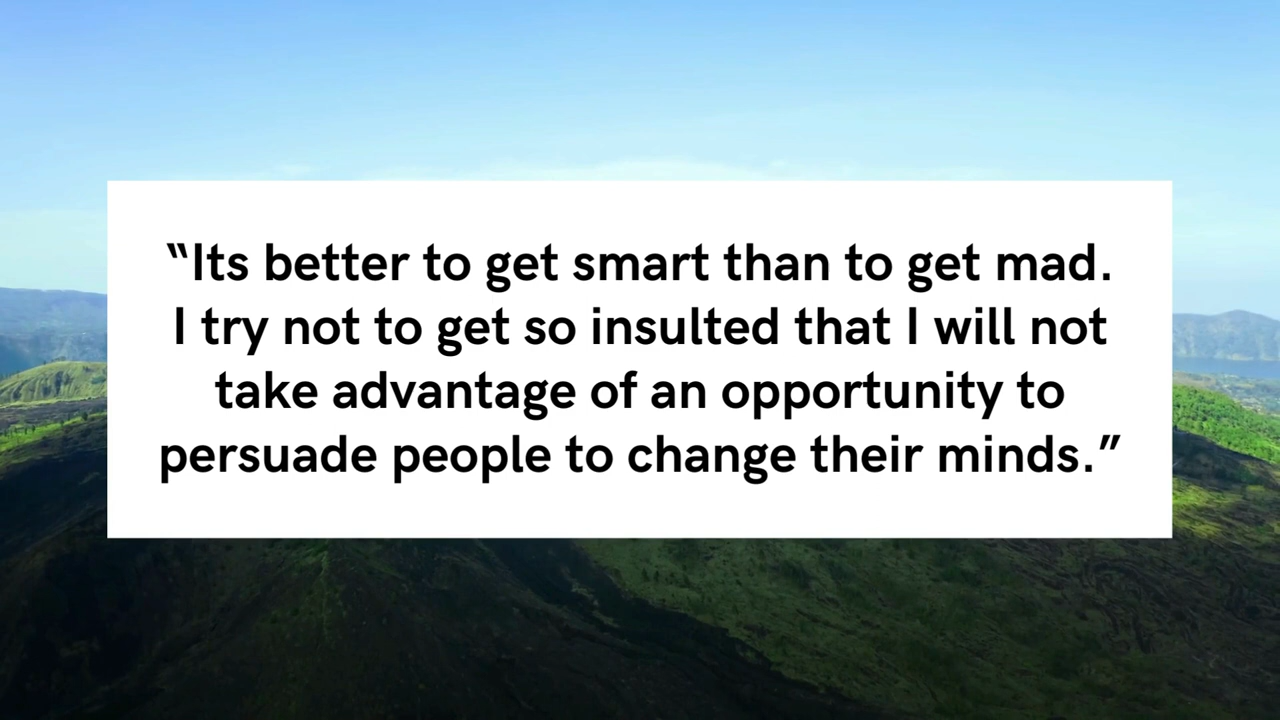 “Its better to get smart than to get mad.
I try not to get so insulted that I will not
take advantage of an opportunity to
persuade people to change their minds.”